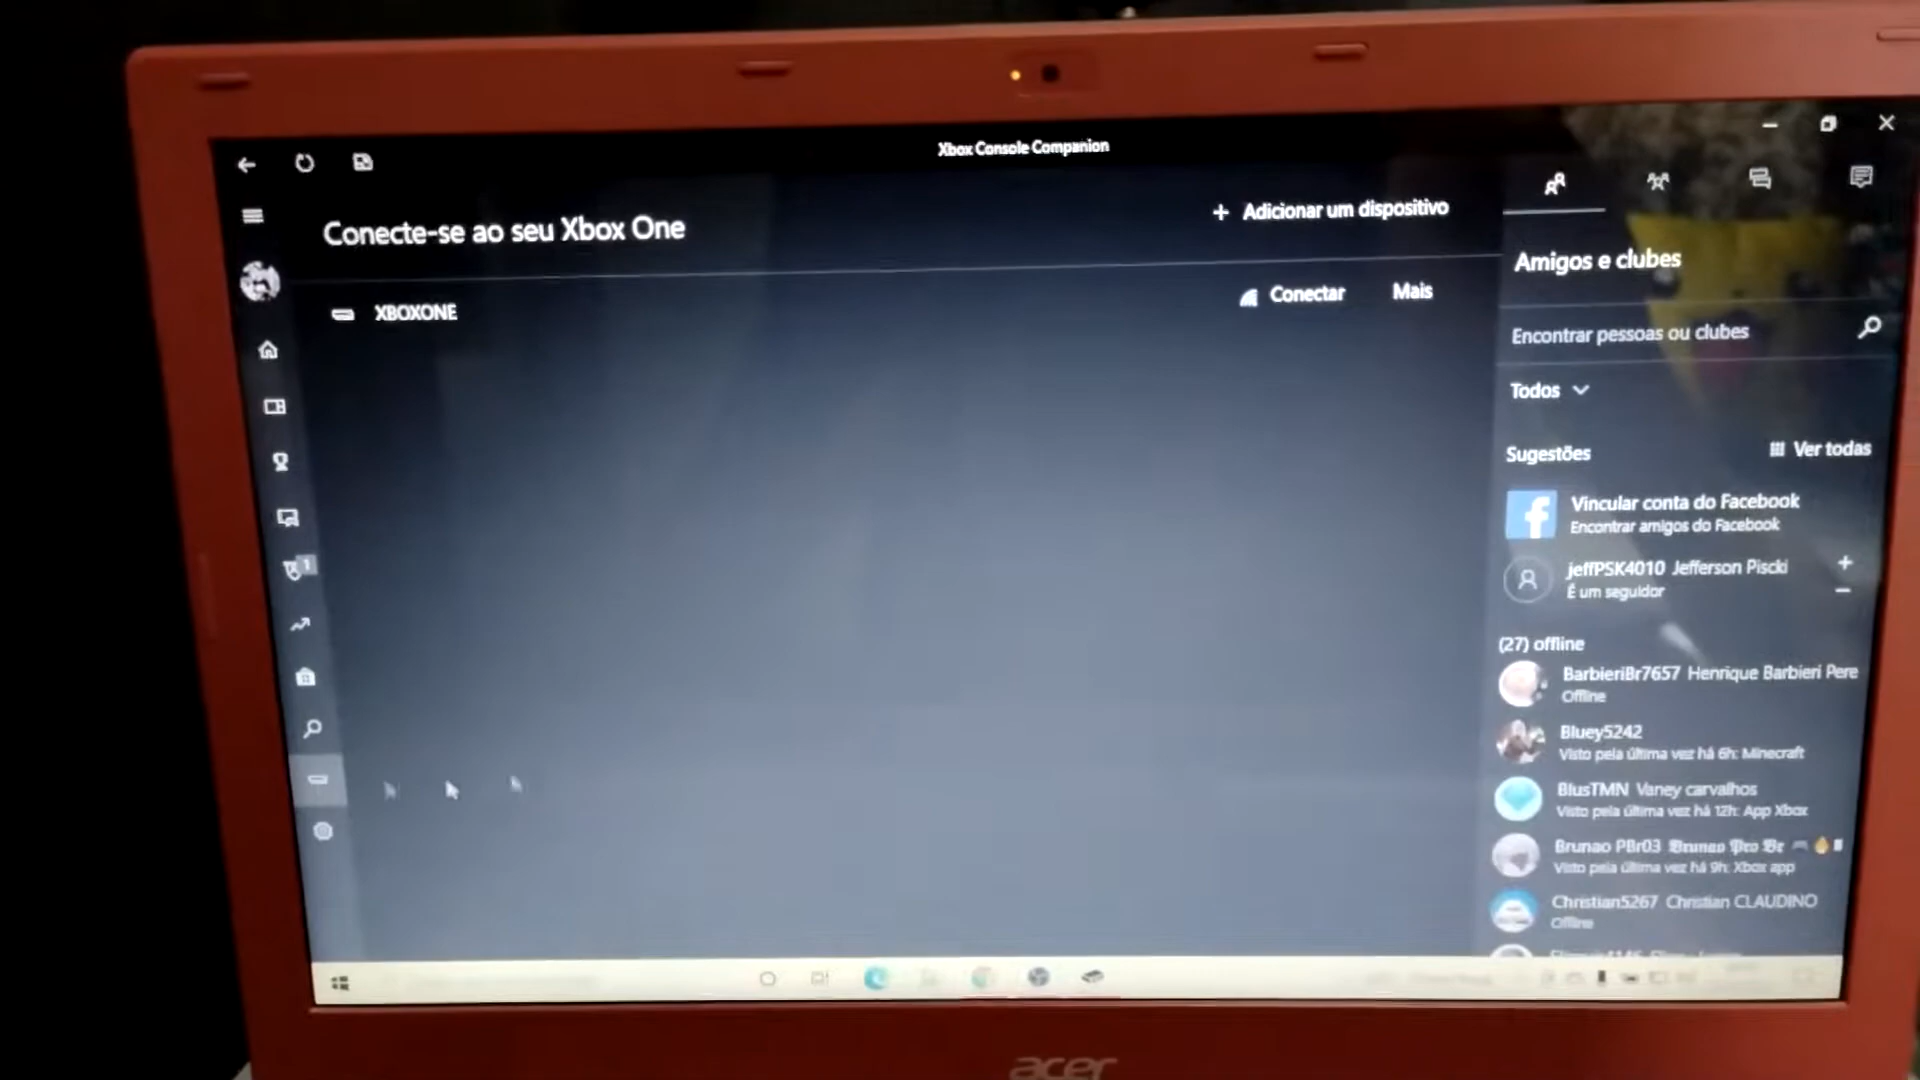 Xbox Console Companion
Conecte-se ao seu Xbox One
+ Adicionar um dispositivo
XBOXONE
Conectar
Mais
Amigos e clubes
Encontrar pessoas ou clubes
Todos
Sugestões
Ver todas
Vincular conta do Facebook
Encontrar amigos do Facebook
jeffPSK4010 Jefferson Piscki
É um seguidor
1
(27) offline
BarbieriBr7657 Henrique Barbieri Pere
Offline
Bluey5242
Visto pela última vez há 6h: Minecraft
BlusTMN Vaney carvalhos
Visto pela última vez há 12h: App Xbox
Brunao PBr03 𝕭𝖗𝖚𝖓𝖆𝖔 𝕻𝖗𝖔 𝕭𝖗
Visto pela última vez há 9h: Xbox app
Christian5267 Christian CLAUDINO
Offline
acer